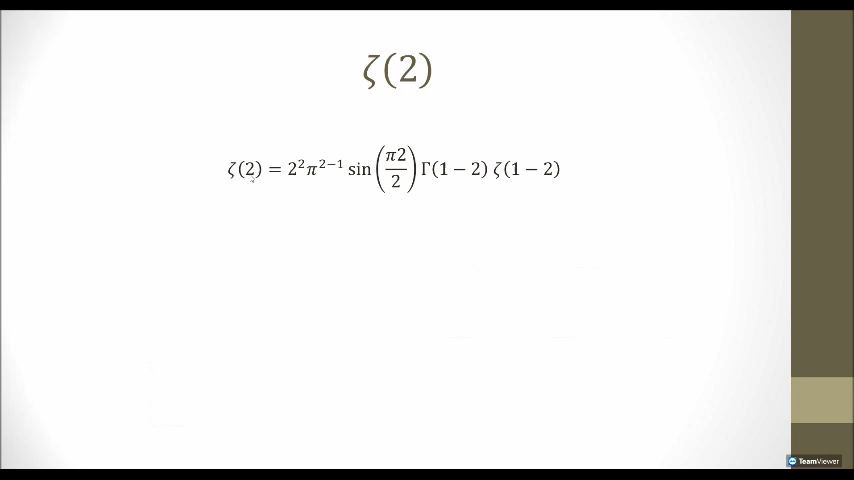 ζ(2)
ζ(2) = 2²π²⁻¹ sin(π2/2) Γ(1 − 2) ζ(1 − 2)
TeamViewer